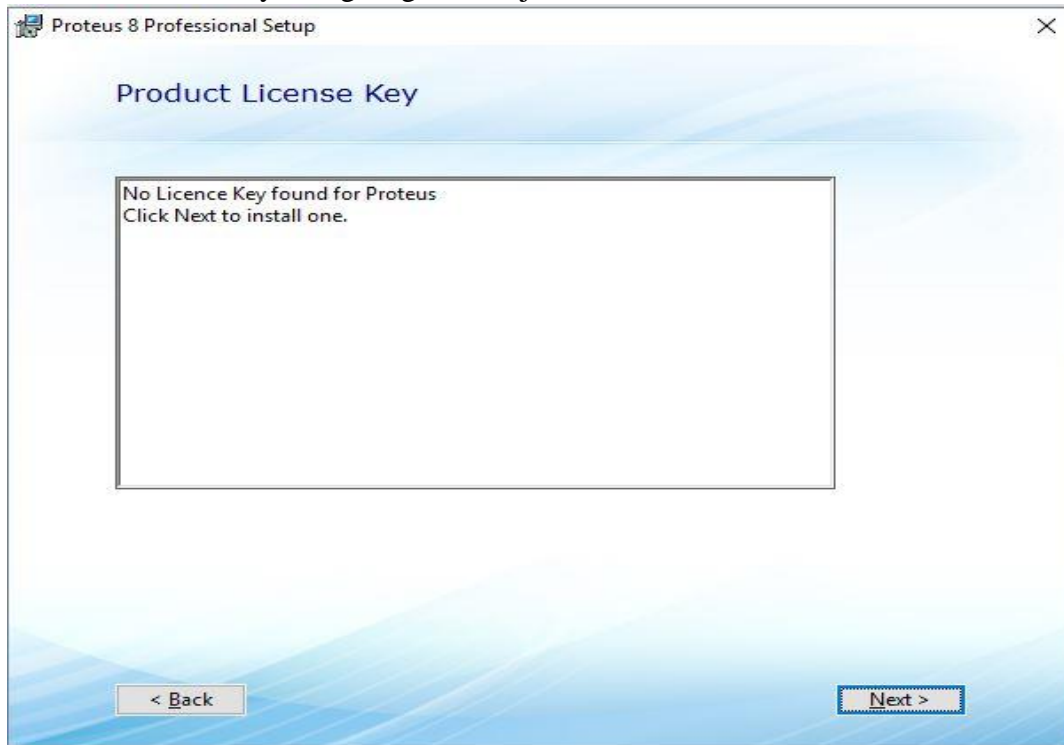 Proteus 8 Professional Setup
Product License Key
No Licence Key found for Proteus
Click Next to install one.
< Back
Next >